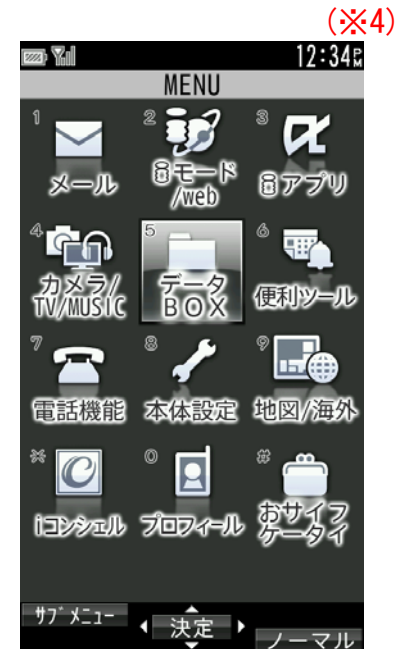 (※4)
12:34PM
MENU
1 2 3
メール
iモード
/web
iアプリ
4 5 6
カメラ/
TV/MUSIC
データ
BOX
便利ツール
7 8 9
電話機能
本体設定
地図/海外
* 0 #
iコンシェル
プロフィール
おサイフ
ケータイ
サブメニュー
決定
ノーマル